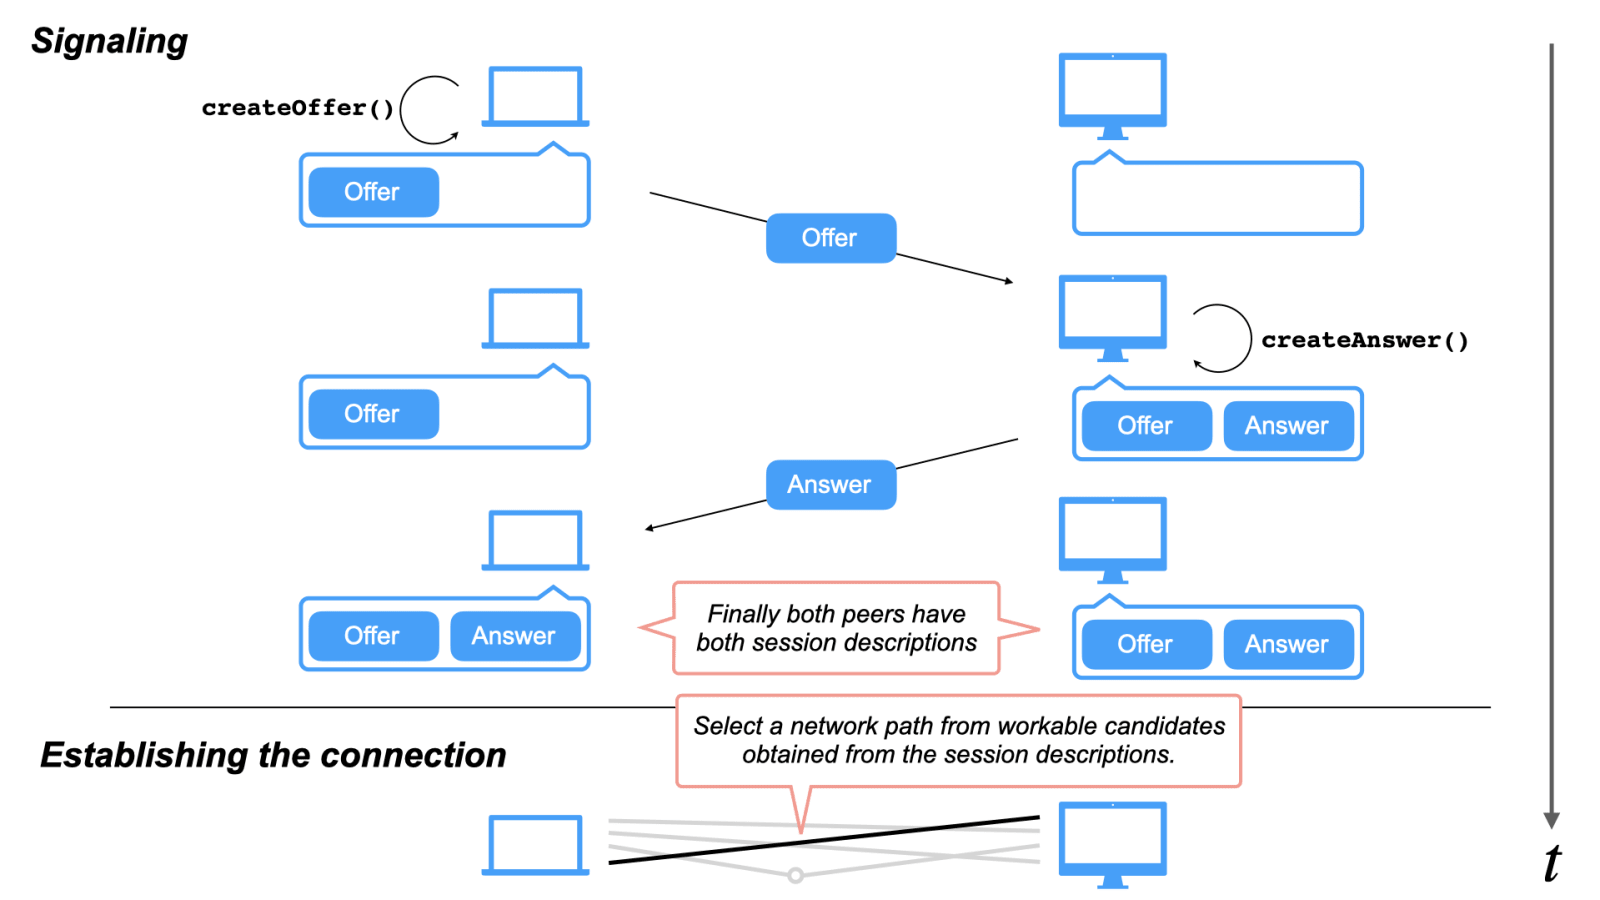 Signaling
createOffer()
Offer
Offer
Offer
createAnswer()
Offer Answer
Answer
Offer Answer
Finally both peers have
both session descriptions
Offer Answer
Select a network path from workable candidates
obtained from the session descriptions.
Establishing the connection
t